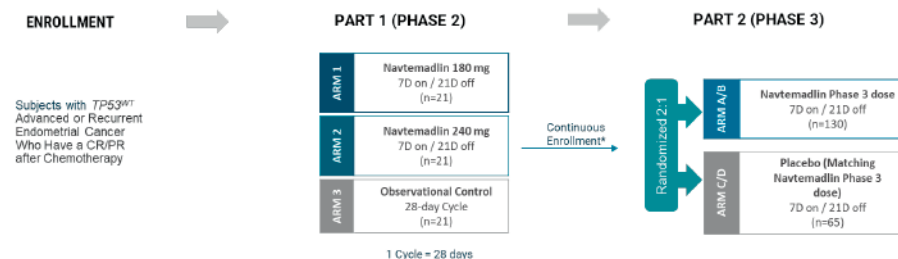 ENROLLMENT
PART 1 (PHASE 2)
PART 2 (PHASE 3)
Subjects with TP53WT
Advanced or Recurrent
Endometrial Cancer
Who Have a CR/PR
after Chemotherapy
ARM 1
Navtemadlin 180 mg
7D on / 21D off
(n=21)
ARM 2
Navtemadlin 240 mg
7D on / 21D off
(n=21)
ARM 3
Observational Control
28-day Cycle
(n=21)
1 Cycle = 28 days
Continuous
Enrollment*
Randomized 2:1
ARM A/B
Navtemadlin Phase 3 dose
7D on / 21D off
(n=130)
ARM C/D
Placebo (Matching
Navtemadlin Phase 3
dose)
7D on / 21D off
(n=65)